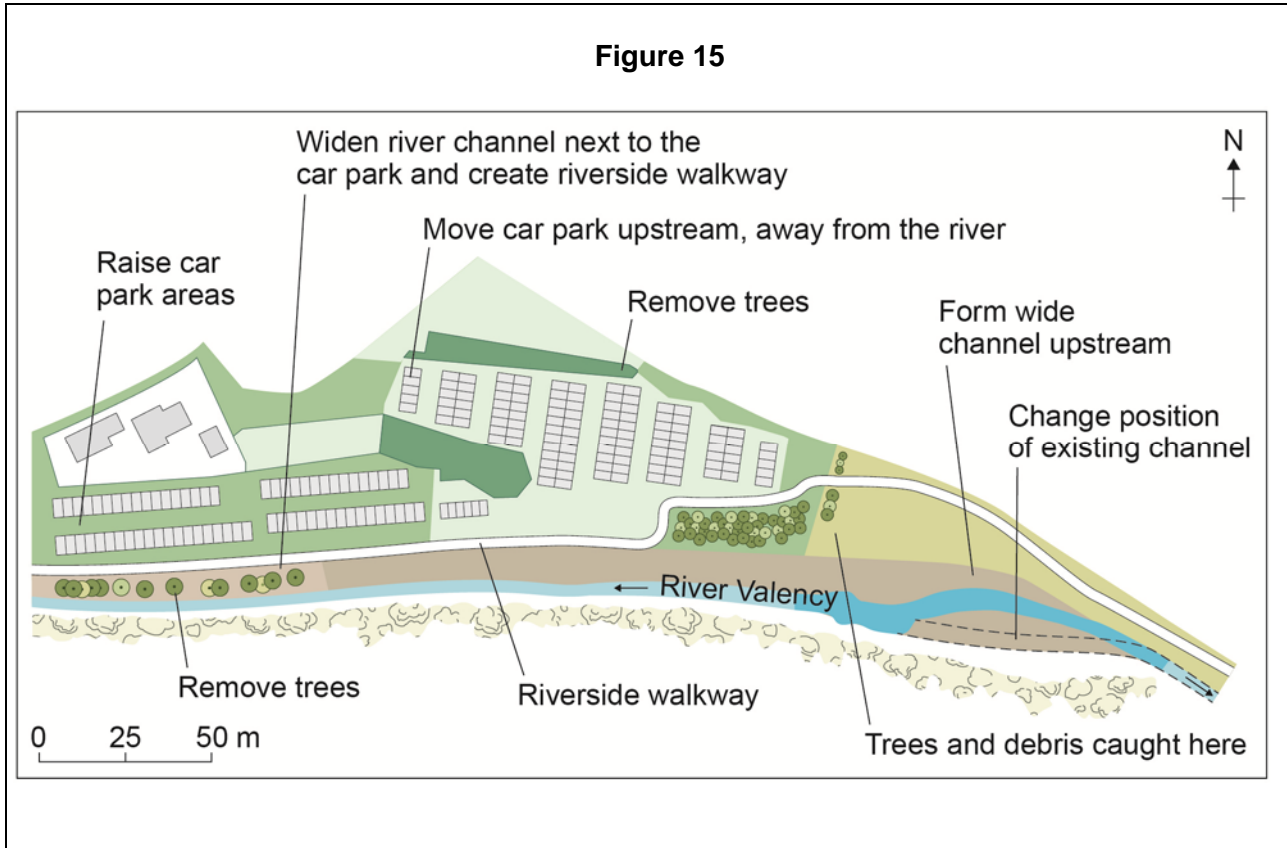 Figure 15
Widen river channel next to the
car park and create riverside walkway
N
Move car park upstream, away from the river
Raise car
park areas
Remove trees
Form wide
channel upstream
Change position
of existing channel
River Valency
Remove trees
Riverside walkway
Trees and debris caught here
0 25 50 m